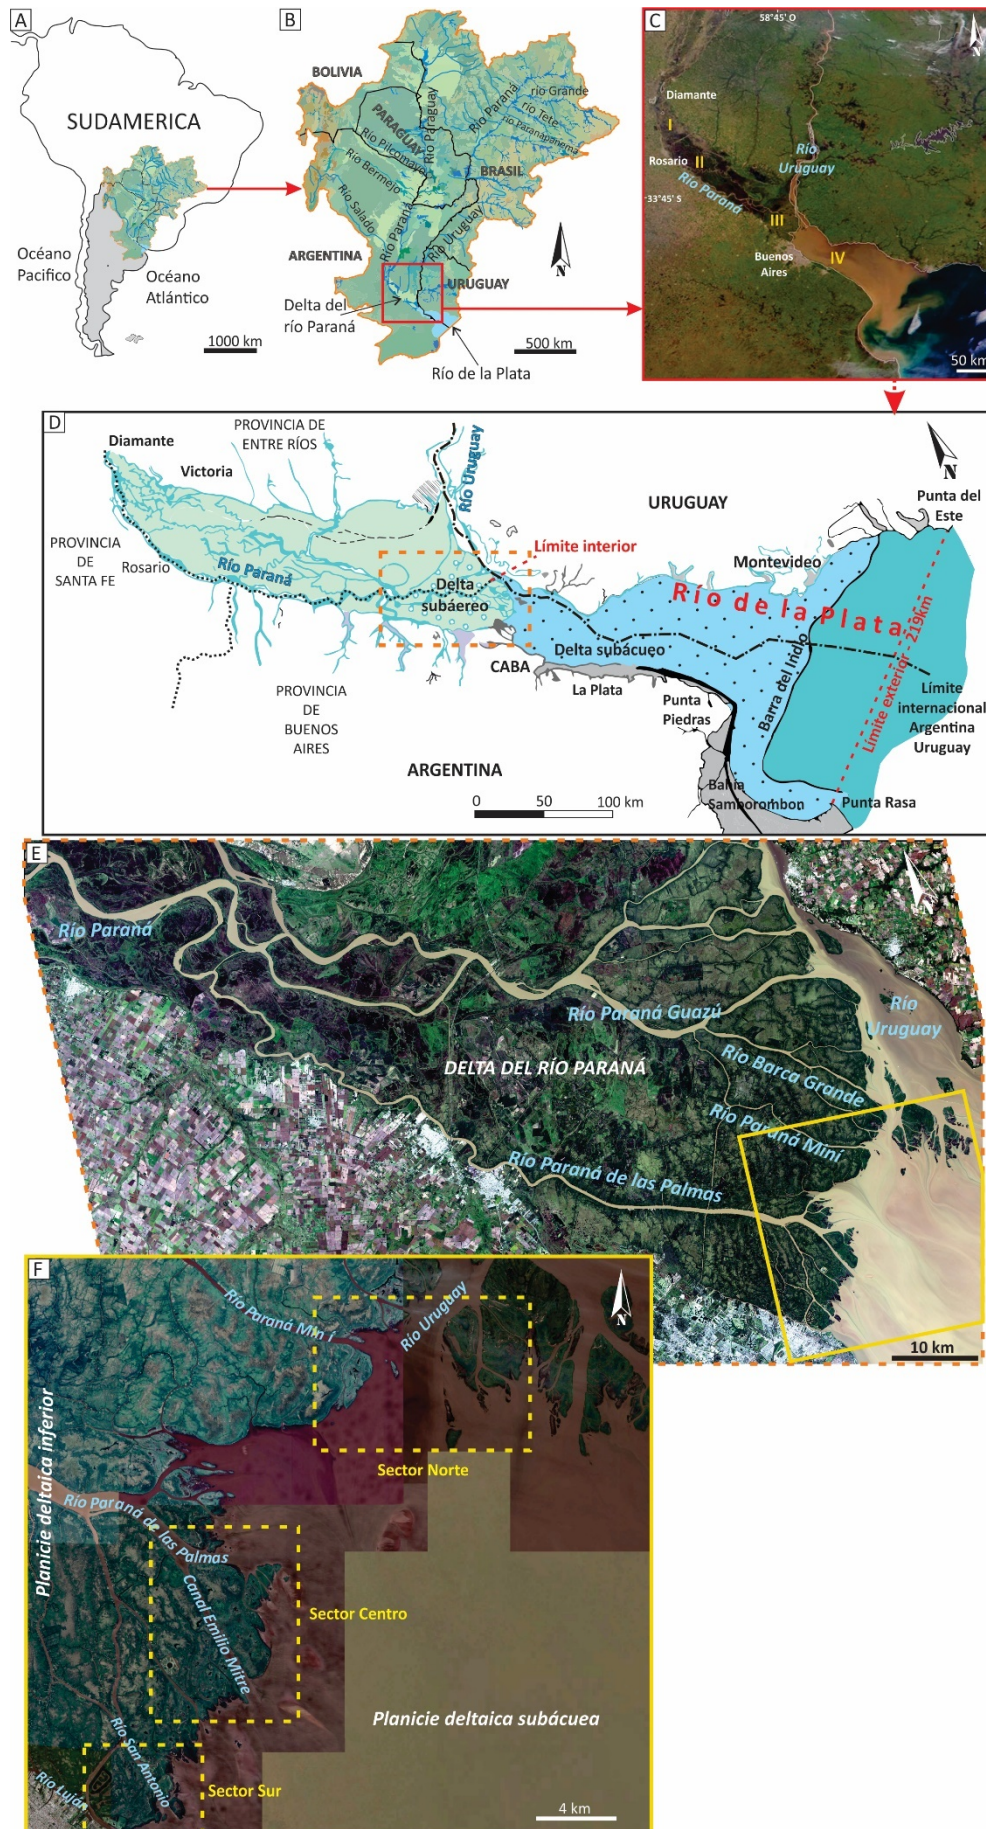 A
SUDAMERICA
Océano
Pacifico
Océano
Atlántico
1000 km
B
BOLIVIA
PARAGUAY
Río Paraguay
Río Pilcomayo
Río Bermejo
Río Salado
Río Paraná
Río Paraná
río Grande
río Tete
río Paranapanema
BRASIL
Río Uruguay
ARGENTINA
URUGUAY
Delta del
río Paraná
N
500 km
Río de la Plata
C
58°45' O
N
Diamante
I
Rosario
II
33°45' S
Río Paraná
Río
Uruguay
III
Buenos
Aires
IV
50 km
D
Diamante
PROVINCIA DE
ENTRE RÍOS
Victoria
Río Uruguay
URUGUAY
N
Punta del
Este
PROVINCIA
DE
SANTA FE
Rosario
Río Paraná
Límite interior
Delta
subáereo
Montevideo
Río de la Plata
Delta subácueo
CABA
La Plata
Punta
Piedras
Barra del Indio
Límite exterior 219km
Límite
internacional
Argentina
Uruguay
PROVINCIA
DE
BUENOS
AIRES
ARGENTINA
Bahía
Samborombon
Punta Rasa
0 50 100 km
E
N
Río Paraná
Río Paraná Guazú
Río
Uruguay
DELTA DEL RÍO PARANÁ
Río Barca Grande
Río Paraná Miní
Río Paraná de las Palmas
10 km
F
N
Río Paraná Min í
Río Uruguay
Planicie deltaica inferior
Sector Norte
Río Paraná de las Palmas
Canal Emilio Mitre
Sector Centro
Planicie deltaica subácuea
Río San Antonio
Río Luján
Sector Sur
4 km